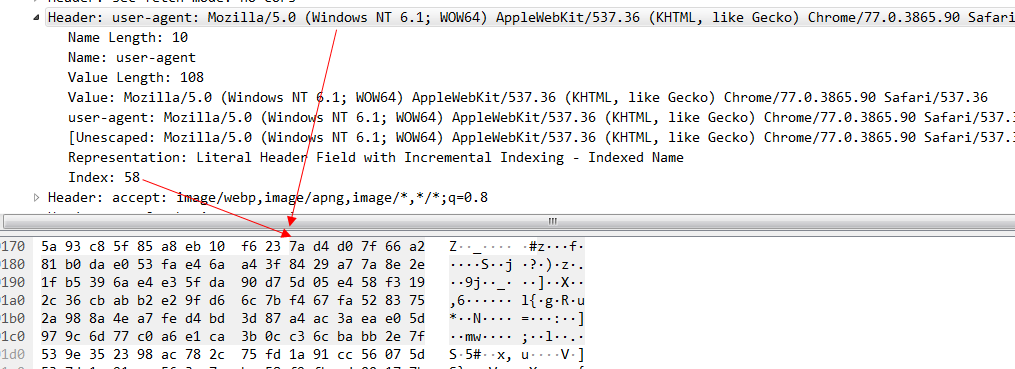 Header: user-agent: Mozilla/5.0 (Windows NT 6.1; WOW64) AppleWebKit/537.36 (KHTML, like Gecko) Chrome/77.0.3865.90 Safari
Name Length: 10
Name: user-agent
Value Length: 108
Value: Mozilla/5.0 (Windows NT 6.1; WOW64) AppleWebKit/537.36 (KHTML, like Gecko) Chrome/77.0.3865.90 Safari/537.36
user-agent: Mozilla/5.0 (Windows NT 6.1; WOW64) AppleWebKit/537.36 (KHTML, like Gecko) Chrome/77.0.3865.90 Safari/537.3
[Unescaped: Mozilla/5.0 (Windows NT 6.1; WOW64) AppleWebKit/537.36 (KHTML, like Gecko) Chrome/77.0.3865.90 Safari/537.
Representation: Literal Header Field with Incremental Indexing - Indexed Name
Index: 58
Header: accept: image/webp,image/apng,image/*,*/*;q=0.8
0170 5a 93 c8 5f 85 a8 eb 10 f6 23 7a d4 d0 7f 66 a2 Z··_·····#z···f·
0180 81 b0 da e0 53 fa e4 6a a4 3f 84 29 a7 7a 8e 2e ····S··j·?·)·z·.
0190 1f b5 39 6a e4 e3 5f da 90 d7 5d 05 e4 58 f3 19 ··9j··_···]··X··
01a0 2c 36 cb ab b2 e2 9f d6 6c 7b f4 67 fa 52 83 75 ,6······l{·g·R·u
01b0 2a 98 8a 4e a7 fe d4 bd 3d 87 a4 ac 3a ea e0 5d *··N····=···:··]
01c0 97 9c 6d 77 c0 a6 e1 ca 3b 0c c3 6c ba bb 2e 7f ··mw····;··l··.·
01d0 53 9e 35 23 98 ac 78 2c 75 fd 1a 91 cc 56 07 5d S·5#··x,u····V·]